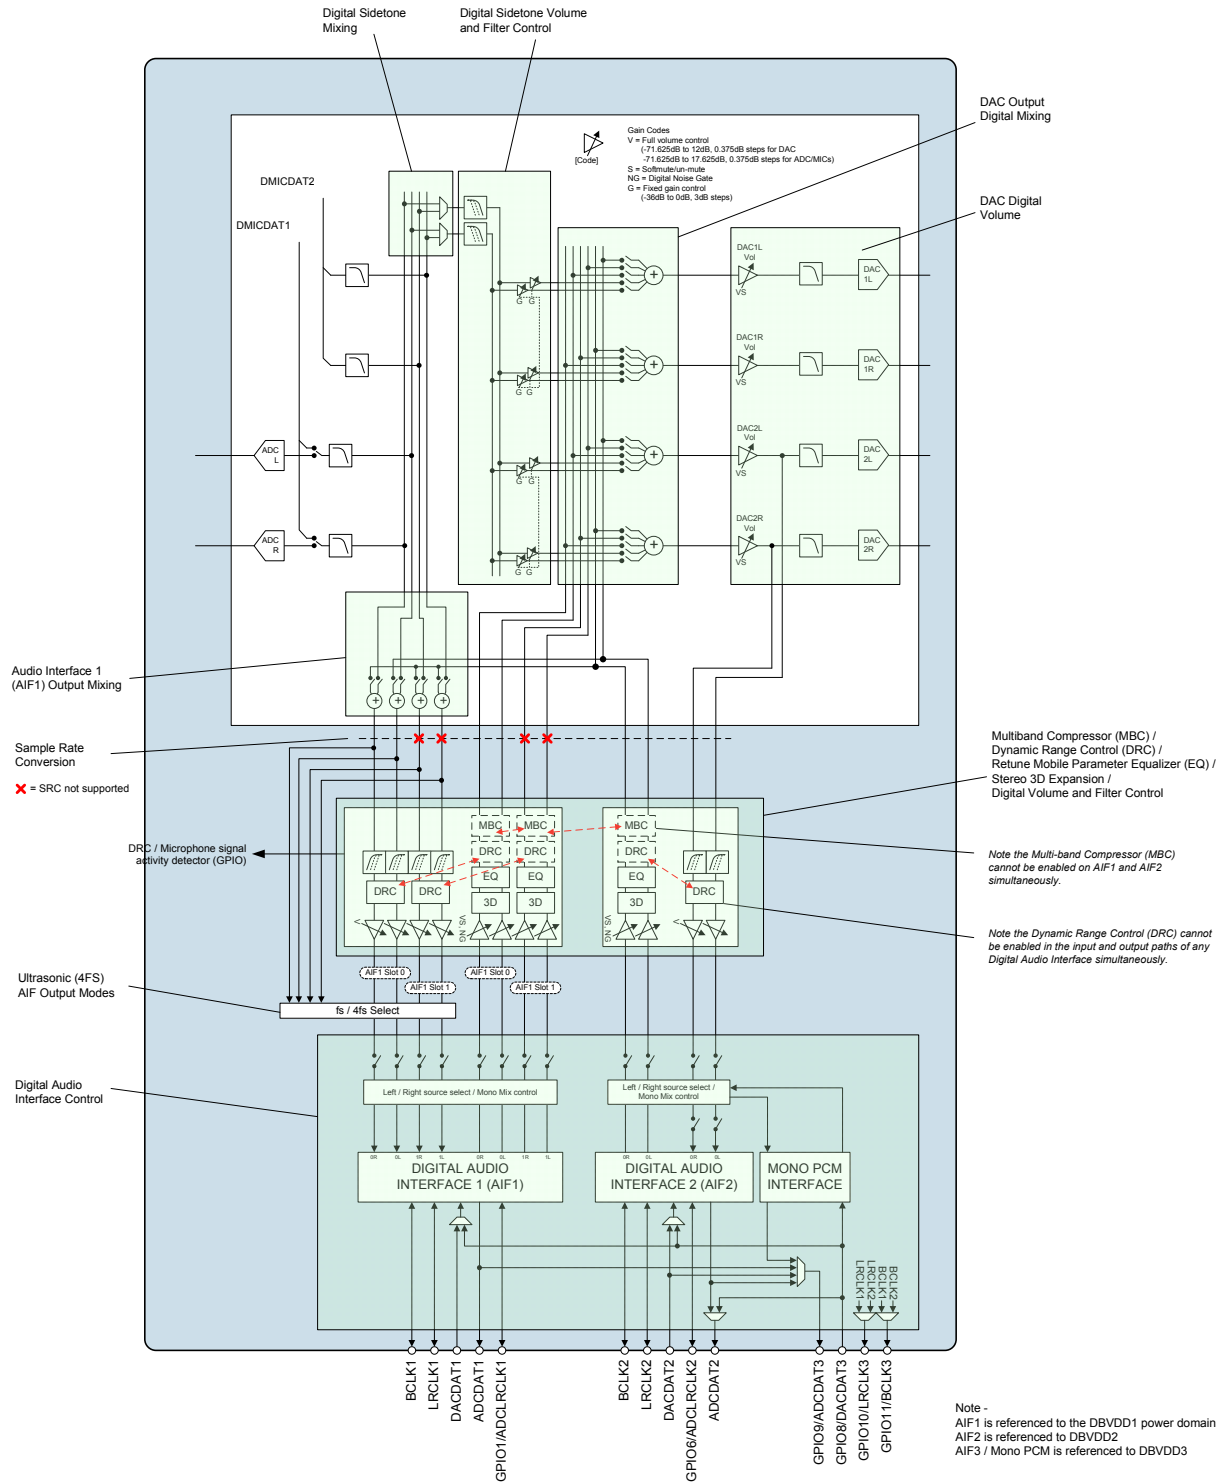 Digital Sidetone
Mixing
Digital Sidetone Volume
and Filter Control
DAC Output
Digital Mixing
[Code]
Gain Codes
V = Full volume control
(-71.625dB to 12dB, 0.375dB steps for DAC
-71.625dB to 17.625dB, 0.375dB steps for ADC/MICs)
S = Softmute/un-mute
NG = Digital Noise Gate
G = Fixed gain control
(-36dB to 0dB, 3dB steps)
DMICDAT2
DMICDAT1
DAC Digital
Volume
DAC1L
Vol
VS
DAC
1L
G G
DAC1R
Vol
VS
DAC
1R
G G
ADC
L
DAC2L
Vol
VS
DAC
2L
G G
ADC
R
DAC2R
Vol
VS
DAC
2R
G G
Audio Interface 1
(AIF1) Output Mixing
Sample Rate
Conversion
= SRC not supported
Multiband Compressor (MBC) /
Dynamic Range Control (DRC) /
Retune Mobile Parameter Equalizer (EQ) /
Stereo 3D Expansion /
Digital Volume and Filter Control
DRC / Microphone signal
activity detector (GPIO)
MBC MBC MBC
DRC DRC DRC
EQ EQ EQ
DRC DRC DRC
3D 3D 3D
V VS, NG VS, NG V
Note the Multi-band Compressor (MBC)
cannot be enabled on AIF1 and AIF2
simultaneously.
Note the Dynamic Range Control (DRC) cannot
be enabled in the input and output paths of any
Digital Audio Interface simultaneously.
AIF1 Slot 0 AIF1 Slot 0
AIF1 Slot 1 AIF1 Slot 1
Ultrasonic (4FS)
AIF Output Modes
fs / 4fs Select
Digital Audio
Interface Control
Left / Right source select / Mono Mix control
Left / Right source select /
Mono Mix control
0R 0L 1R 1L 0R 0L 1R 1L
0R 0L 0R 0L
DIGITAL AUDIO
INTERFACE 1 (AIF1)
DIGITAL AUDIO
INTERFACE 2 (AIF2)
MONO PCM
INTERFACE
LRCLK1
LRCLK2
BCLK1
BCLK2
BCLK1
LRCLK1
DACDAT1
ADCDAT1
GPIO1/ADCLRCLK1
BCLK2
LRCLK2
DACDAT2
GPIO6/ADCLRCLK2
ADCDAT2
GPIO9/ADCDAT3
GPIO8/DACDAT3
GPIO10/LRCLK3
GPIO11/BCLK3
Note -
AIF1 is referenced to the DBVDD1 power domain
AIF2 is referenced to DBVDD2
AIF3 / Mono PCM is referenced to DBVDD3